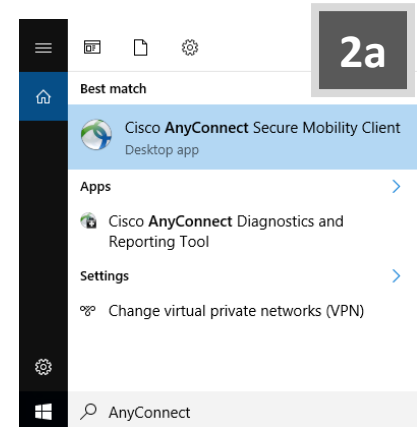 2a
Best match
Cisco AnyConnect Secure Mobility Client
Desktop app
Apps
Cisco AnyConnect Diagnostics and
Reporting Tool
Settings
Change virtual private networks (VPN)
AnyConnect